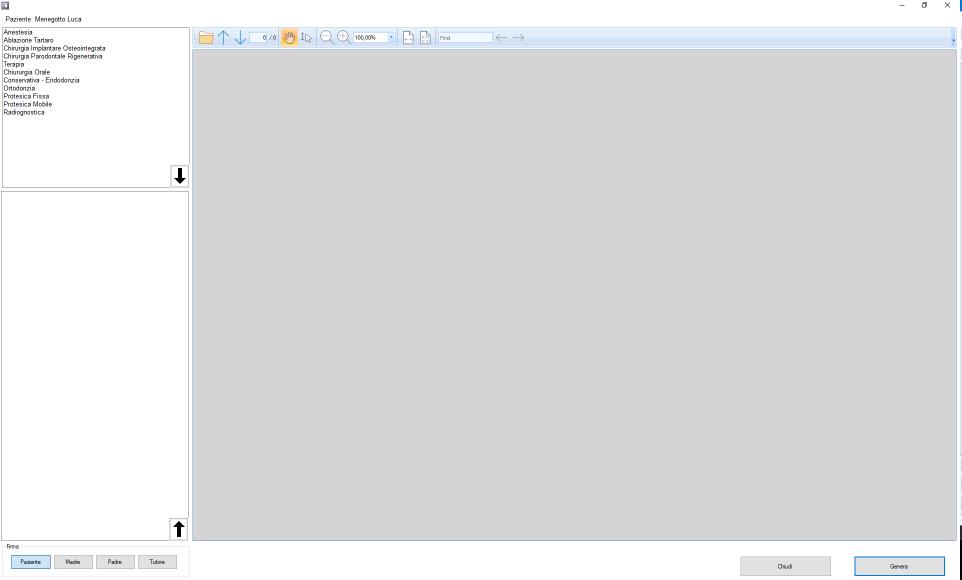 Paziente: Menegotto Luca
Anestesia
Ablazione Tartaro
Chirurgia Implantare Osteointegrata
Chirurgia Parodontale Rigenerativa
Terapia
Chiururgia Orale
Conservativa - Endodonzia
Ortodonzia
Protesica Fissa
Protesica Mobile
Radiognostica
0 / 0 100,00% Find
Firma
Paziente Madre Padre Tutore
Chiudi Genera